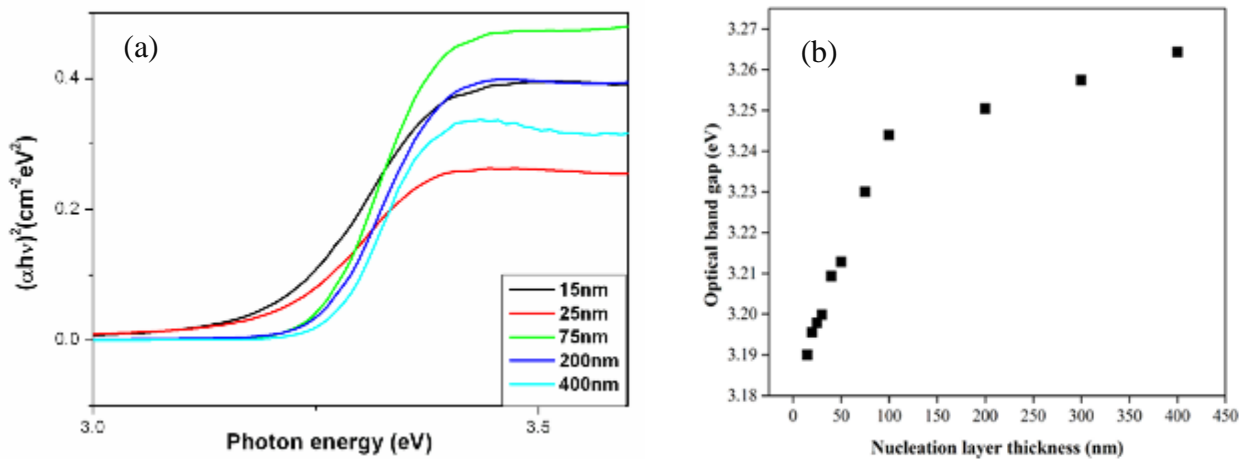 (a)
(αhν)²(cm⁻²eV²)
0.4
0.2
0.0
15nm
25nm
75nm
200nm
400nm
3.0
3.5
Photon energy (eV)
(b)
Optical band gap (eV)
3.27
3.26
3.25
3.24
3.23
3.22
3.21
3.20
3.19
3.18
0 50 100 150 200 250 300 350 400 450
Nucleation layer thickness (nm)